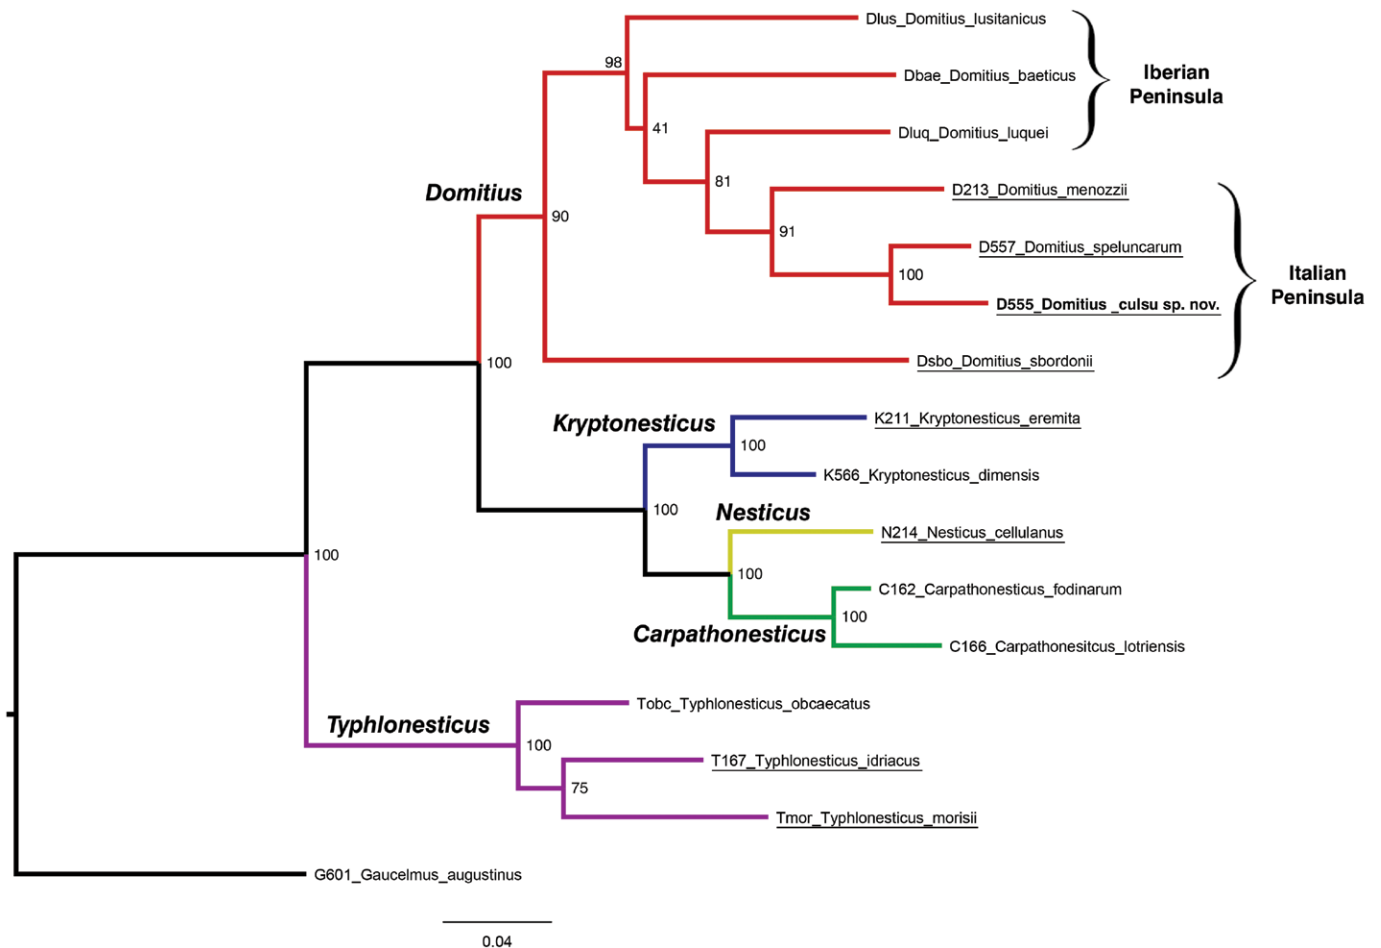 Dlus_Domitius_lusitanicus
98
Iberian
Peninsula
Dbae_Domitius_baeticus
41
Dluq_Domitius_luquei
81
Domitius
D213_Domitius_menozzii
90
91
D557_Domitius_speluncarum
100
Italian
Peninsula
D555_Domitius _culsu sp. nov.
Dsbo_Domitius_sbordonii
100
Kryptonesticus
K211_Kryptonesticus_eremita
100
K566_Kryptonesticus_dimensis
100
Nesticus
N214_Nesticus_cellulanus
100
C162_Carpathonesticus_fodinarum
100
Carpathonesticus
C166_Carpathonesitcus_lotriensis
100
Tobc_Typhlonesticus_obcaecatus
Typhlonesticus
100
T167_Typhlonesticus_idriacus
75
Tmor_Typhlonesticus_morisii
G601_Gaucelmus_augustinus
0.04